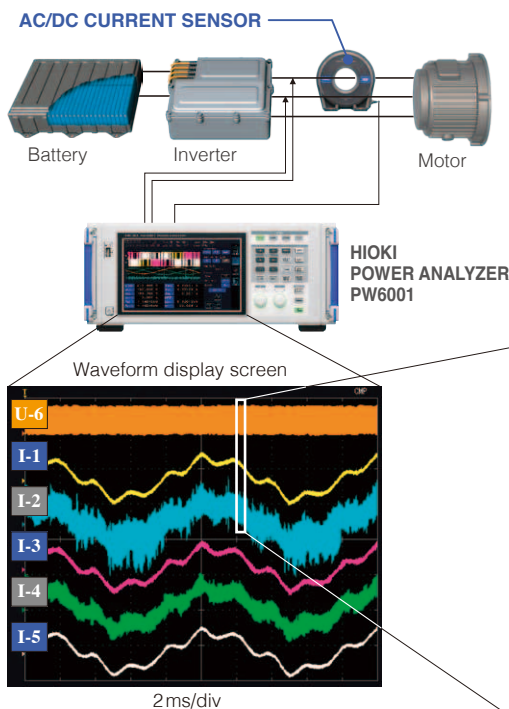 AC/DC CURRENT SENSOR
Battery
Inverter
Motor
HIOKI
POWER ANALYZER
PW6001
Waveform display screen
CMP
U-6
I-1
I-2
I-3
I-4
I-5
2ms/div